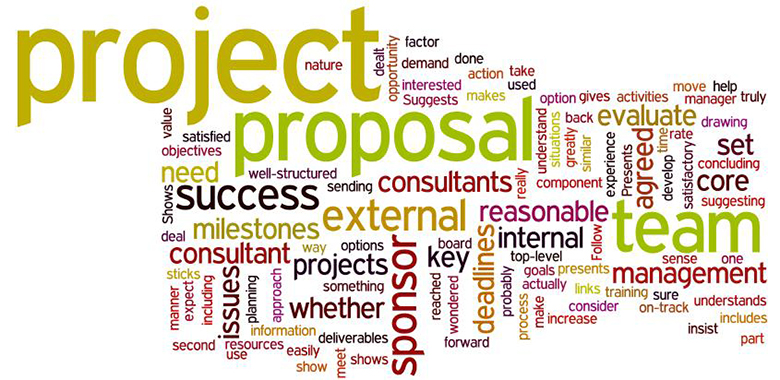 project
nature
dealt
opportunity
factor
demand
done
interested
action
take
Suggests
makes
used
proposal
value
satisfied
objectives
need
well-structured
Shows
success
sending
consultants
really
understand
option
gives
activities
move
help
manager
truly
situations
back
greatly
similar
evaluate
drawing
component
experience
Presents
agreed
time
rate
develop
satisfactory
set
concluding
core
suggesting
deal
milestones
external
reasonable
team
consultant
way
options
board
internal
Follow
sticks
projects
sponsor
key
deadlines
top-level
sense
one
manner
expect
including
issues
planning
approach
something
reached
wondered
probably
goals
presents
management
actually
whether
process
make
links
training
sure
understands
consider
on-track
increase
includes
insist
part
information
deliverables
second
resources
use
easily
show
meet
shows
forward